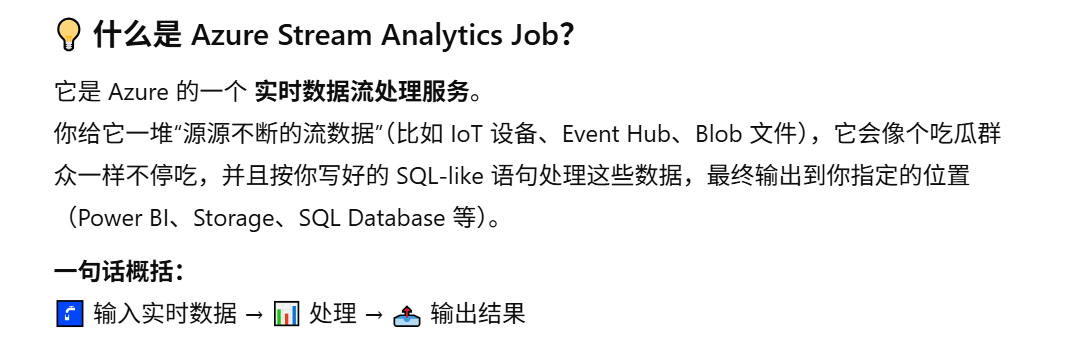 💡 什么是 Azure Stream Analytics Job？
它是 Azure 的一个 实时数据流处理服务。
你给它一堆“源源不断的流数据”（比如 IoT 设备、Event Hub、Blob 文件），它会像个吃瓜群
众一样不停吃，并且按你写好的 SQL-like 语句处理这些数据，最终输出到你指定的位置
（Power BI、Storage、SQL Database 等）。
一句话概括：
🚰 输入实时数据 → 📊 处理 → 📤 输出结果